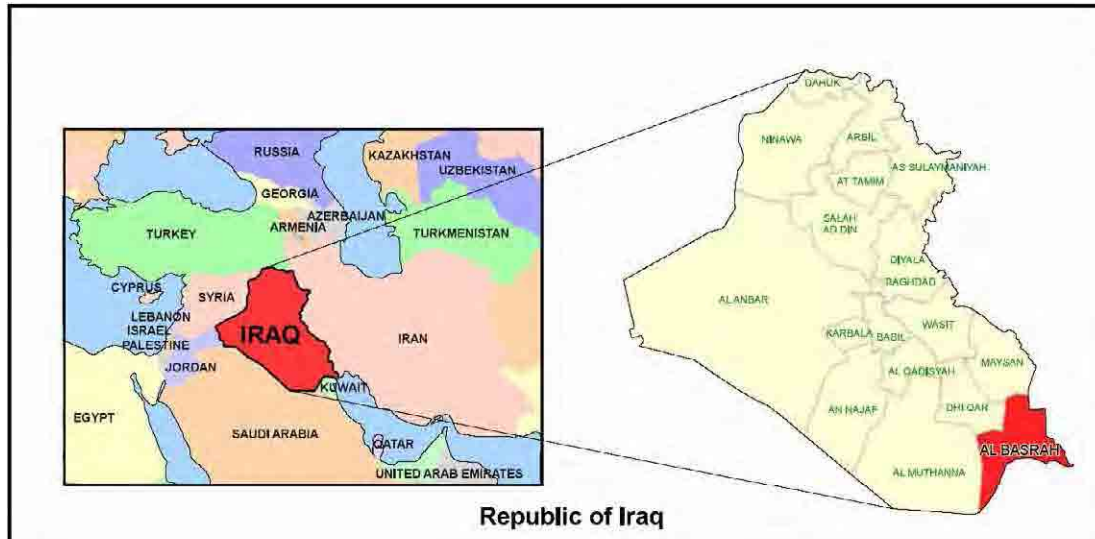 RUSSIA
KAZAKHSTAN
UZBEKISTAN
GEORGIA
AZERBAIJAN
ARMENIA
TURKMENISTAN
TURKEY
CYPRUS
SYRIA
LEBANON
ISRAEL
PALESTINE
IRAQ
IRAN
JORDAN
KUWAIT
EGYPT
SAUDI ARABIA
QATAR
UNITED ARAB EMIRATES
DAHUK
NINAWA
ARBIL
AS SULAYMANIYAH
AT TAMIM
SALAH
AD DIN
DIYALA
BAGHDAD
AL ANBAR
KARBALA
BABIL
WASIT
AL QADISYAH
MAYSAN
AN NAJAF
DHI QAR
AL BASRAH
AL MUTHANNA
Republic of Iraq